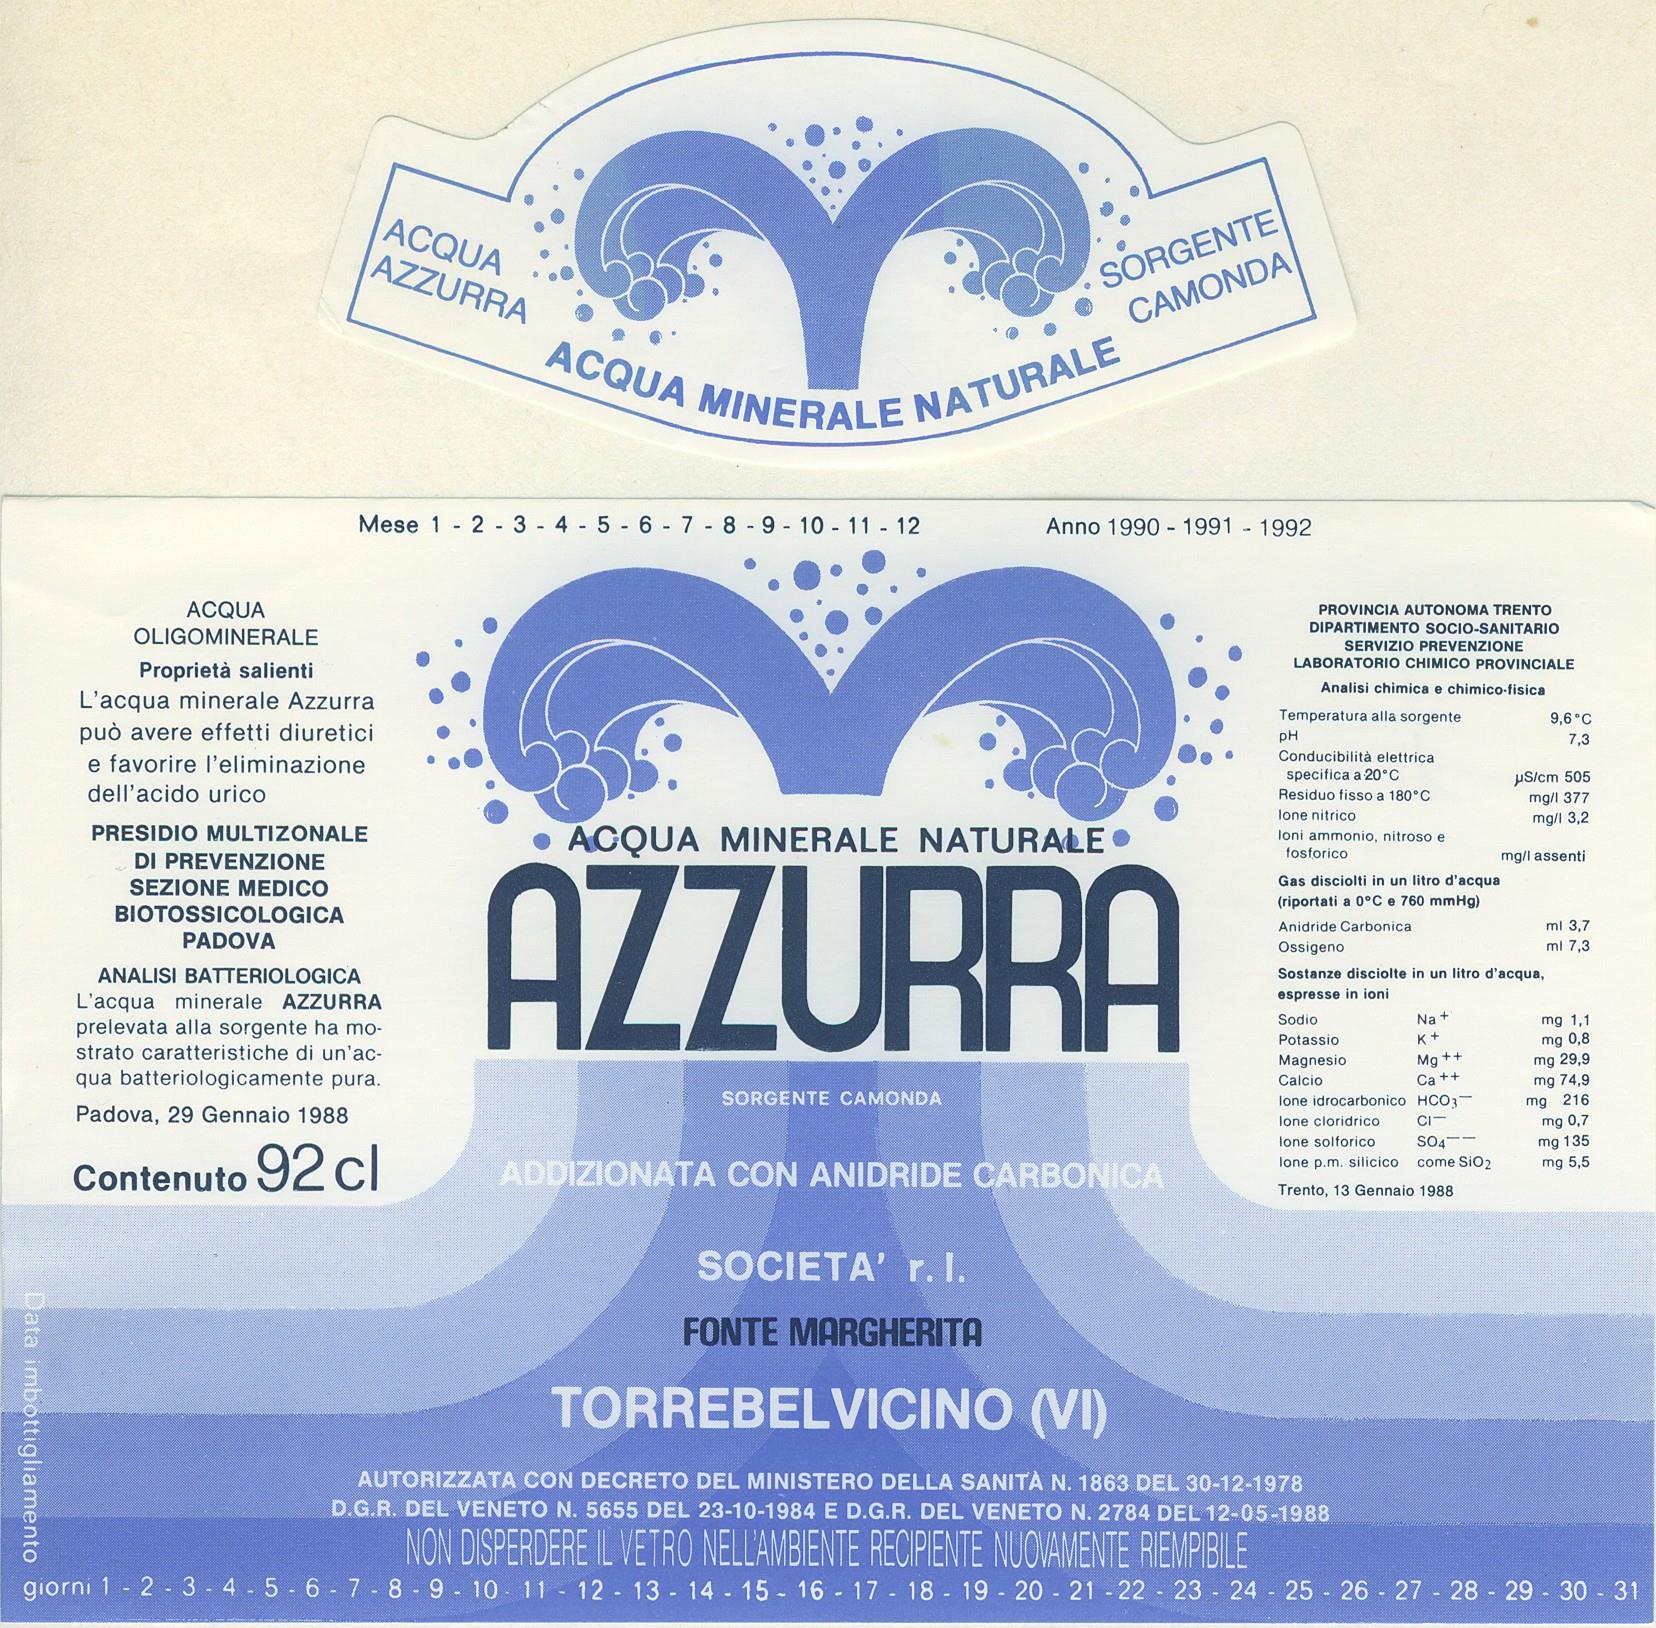 ACQUA
AZZURRA
SORGENTE
CAMONDA
ACQUA MINERALE NATURALE
Mese 1 - 2 - 3 - 4 - 5 - 6 - 7 - 8 - 9 - 10 - 11 - 12
Anno 1990 - 1991 - 1992
ACQUA
OLIGOMINERALE
Proprietà salienti
L'acqua minerale Azzurra
può avere effetti diuretici
e favorire l'eliminazione
dell'acido urico
PRESIDIO MULTIZONALE
DI PREVENZIONE
SEZIONE MEDICO
BIOTOSSICOLOGICA
PADOVA
ANALISI BATTERIOLOGICA
L'acqua minerale AZZURRA
prelevata alla sorgente ha mo-
strato caratteristiche di un'ac-
qua batteriologicamente pura.
Padova, 29 Gennaio 1988
Contenuto 92 cl
ACQUA MINERALE NATURALE
AZZURRA
SORGENTE CAMONDA
ADDIZIONATA CON ANIDRIDE CARBONICA
SOCIETA' r. l.
FONTE MARGHERITA
TORREBELVICINO (VI)
PROVINCIA AUTONOMA TRENTO
DIPARTIMENTO SOCIO-SANITARIO
SERVIZIO PREVENZIONE
LABORATORIO CHIMICO PROVINCIALE
Analisi chimica e chimico-fisica
Temperatura alla sorgente 9,6°C
pH 7,3
Conducibilità elettrica
specifica a 20°C µS/cm 505
Residuo fisso a 180°C mg/l 377
Ione nitrico mg/l 3,2
Ioni ammonio, nitroso e
fosforico mg/l assenti
Gas disciolti in un litro d'acqua
(riportati a 0°C e 760 mmHg)
Anidride Carbonica ml 3,7
Ossigeno ml 7,3
Sostanze disciolte in un litro d'acqua,
espresse in ioni
Sodio Na+ mg 1,1
Potassio K+ mg 0,8
Magnesio Mg++ mg 29,9
Calcio Ca++ mg 74,9
Ione idrocarbonico HCO3— mg 216
Ione cloridrico Cl— mg 0,7
Ione solforico SO4—— mg 135
Ione p.m. silicico come SiO2 mg 5,5
Trento, 13 Gennaio 1988
AUTORIZZATA CON DECRETO DEL MINISTERO DELLA SANITÀ N. 1863 DEL 30-12-1978
D.G.R. DEL VENETO N. 5655 DEL 23-10-1984 E D.G.R. DEL VENETO N. 2784 DEL 12-05-1988
NON DISPERDERE IL VETRO NELL'AMBIENTE RECIPIENTE NUOVAMENTE RIEMPIBILE
Data imbottigliamento
giorni 1 - 2 - 3 - 4 - 5 - 6 - 7 - 8 - 9 - 10 - 11 - 12 - 13 - 14 - 15 - 16 - 17 - 18 - 19 - 20 - 21 - 22 - 23 - 24 - 25 - 26 - 27 - 28 - 29 - 30 - 31